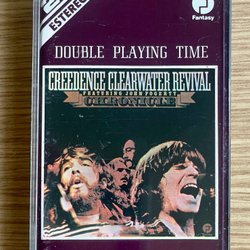 ESTEREO
Fantasy
DOUBLE PLAYING TIME
CREEDENCE CLEARWATER REVIVAL
FEATURING JOHN FOGERTY
CHRONICLE